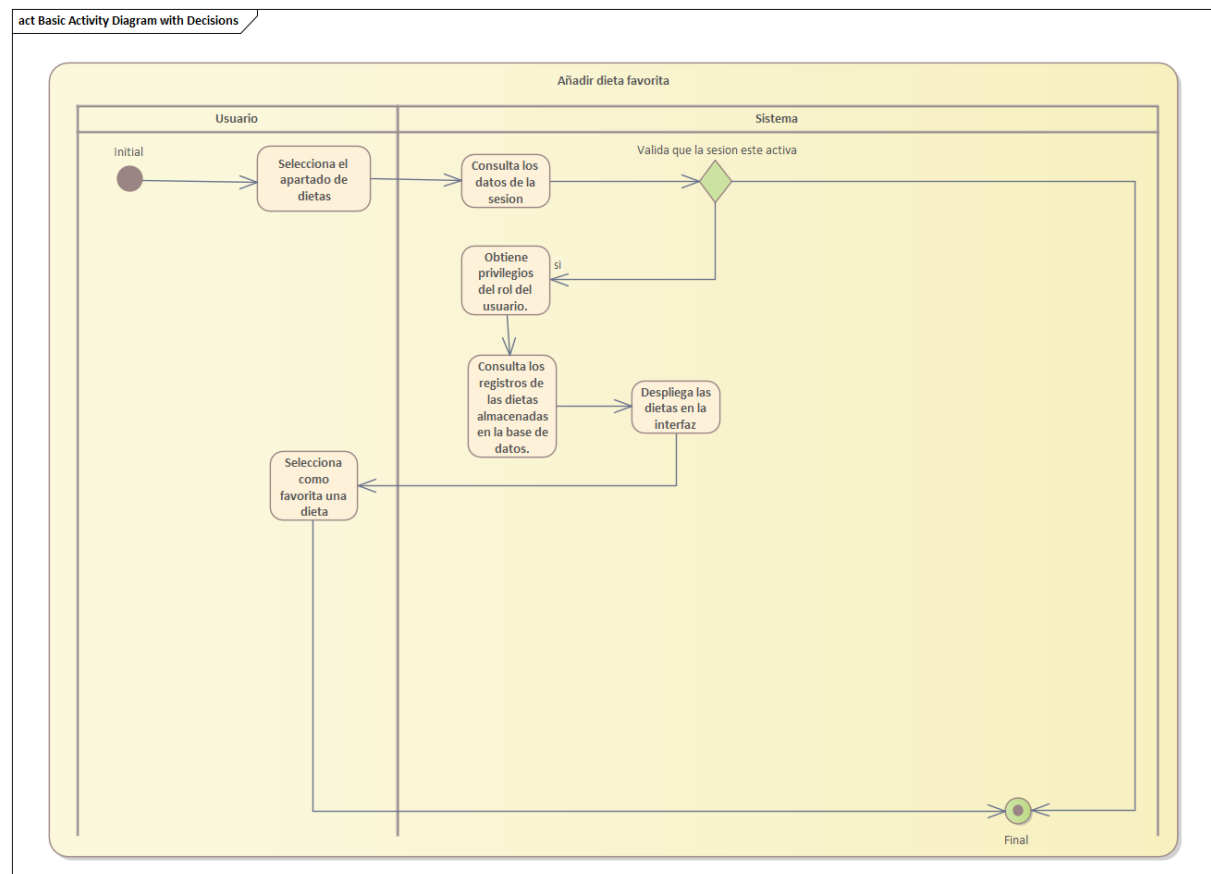 act Basic Activity Diagram with Decisions
Añadir dieta favorita
Usuario
Sistema
Initial
Selecciona el
apartado de
dietas
Consulta los
datos de la
sesion
Valida que la sesion este activa
Obtiene
privilegios
del rol del
usuario.
si
Consulta los
registros de
las dietas
almacenadas
en la base de
datos.
Despliega las
dietas en la
interfaz
Selecciona
como
favorita una
dieta
Final